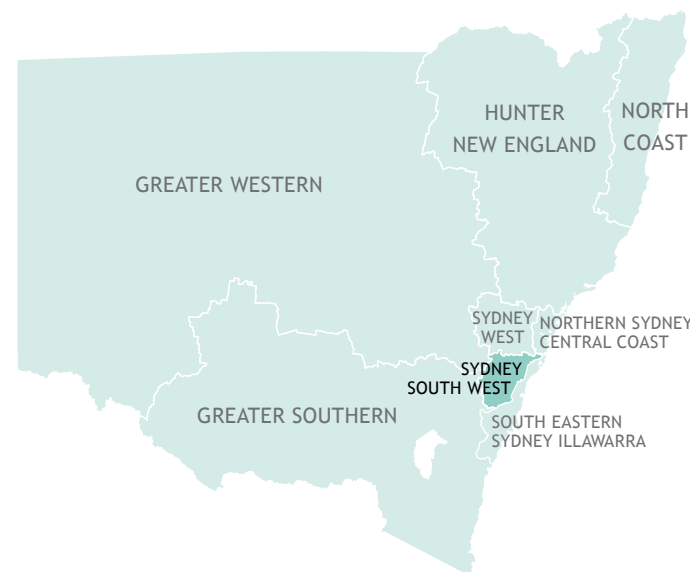 HUNTER
NEW ENGLAND
NORTH
COAST
GREATER WESTERN
SYDNEY
WEST
NORTHERN SYDNEY
CENTRAL COAST
SYDNEY
SOUTH WEST
GREATER SOUTHERN
SOUTH EASTERN
SYDNEY ILLAWARRA